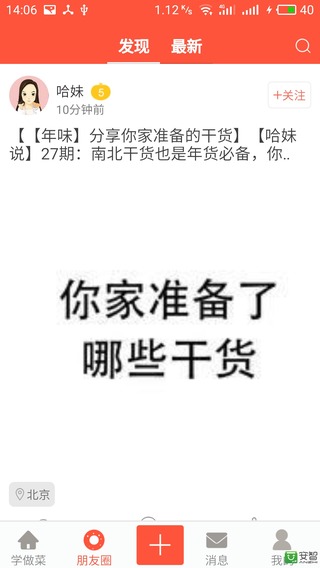 14:06 1.12 K/s 40
发现 最新
哈妹 5
+关注
10分钟前
【【年味】分享你家准备的干货】【哈妹
说】27期：南北干货也是年货必备，你..
你家准备了
哪些干货
北京
学做菜 朋友圈 消息 我
安智